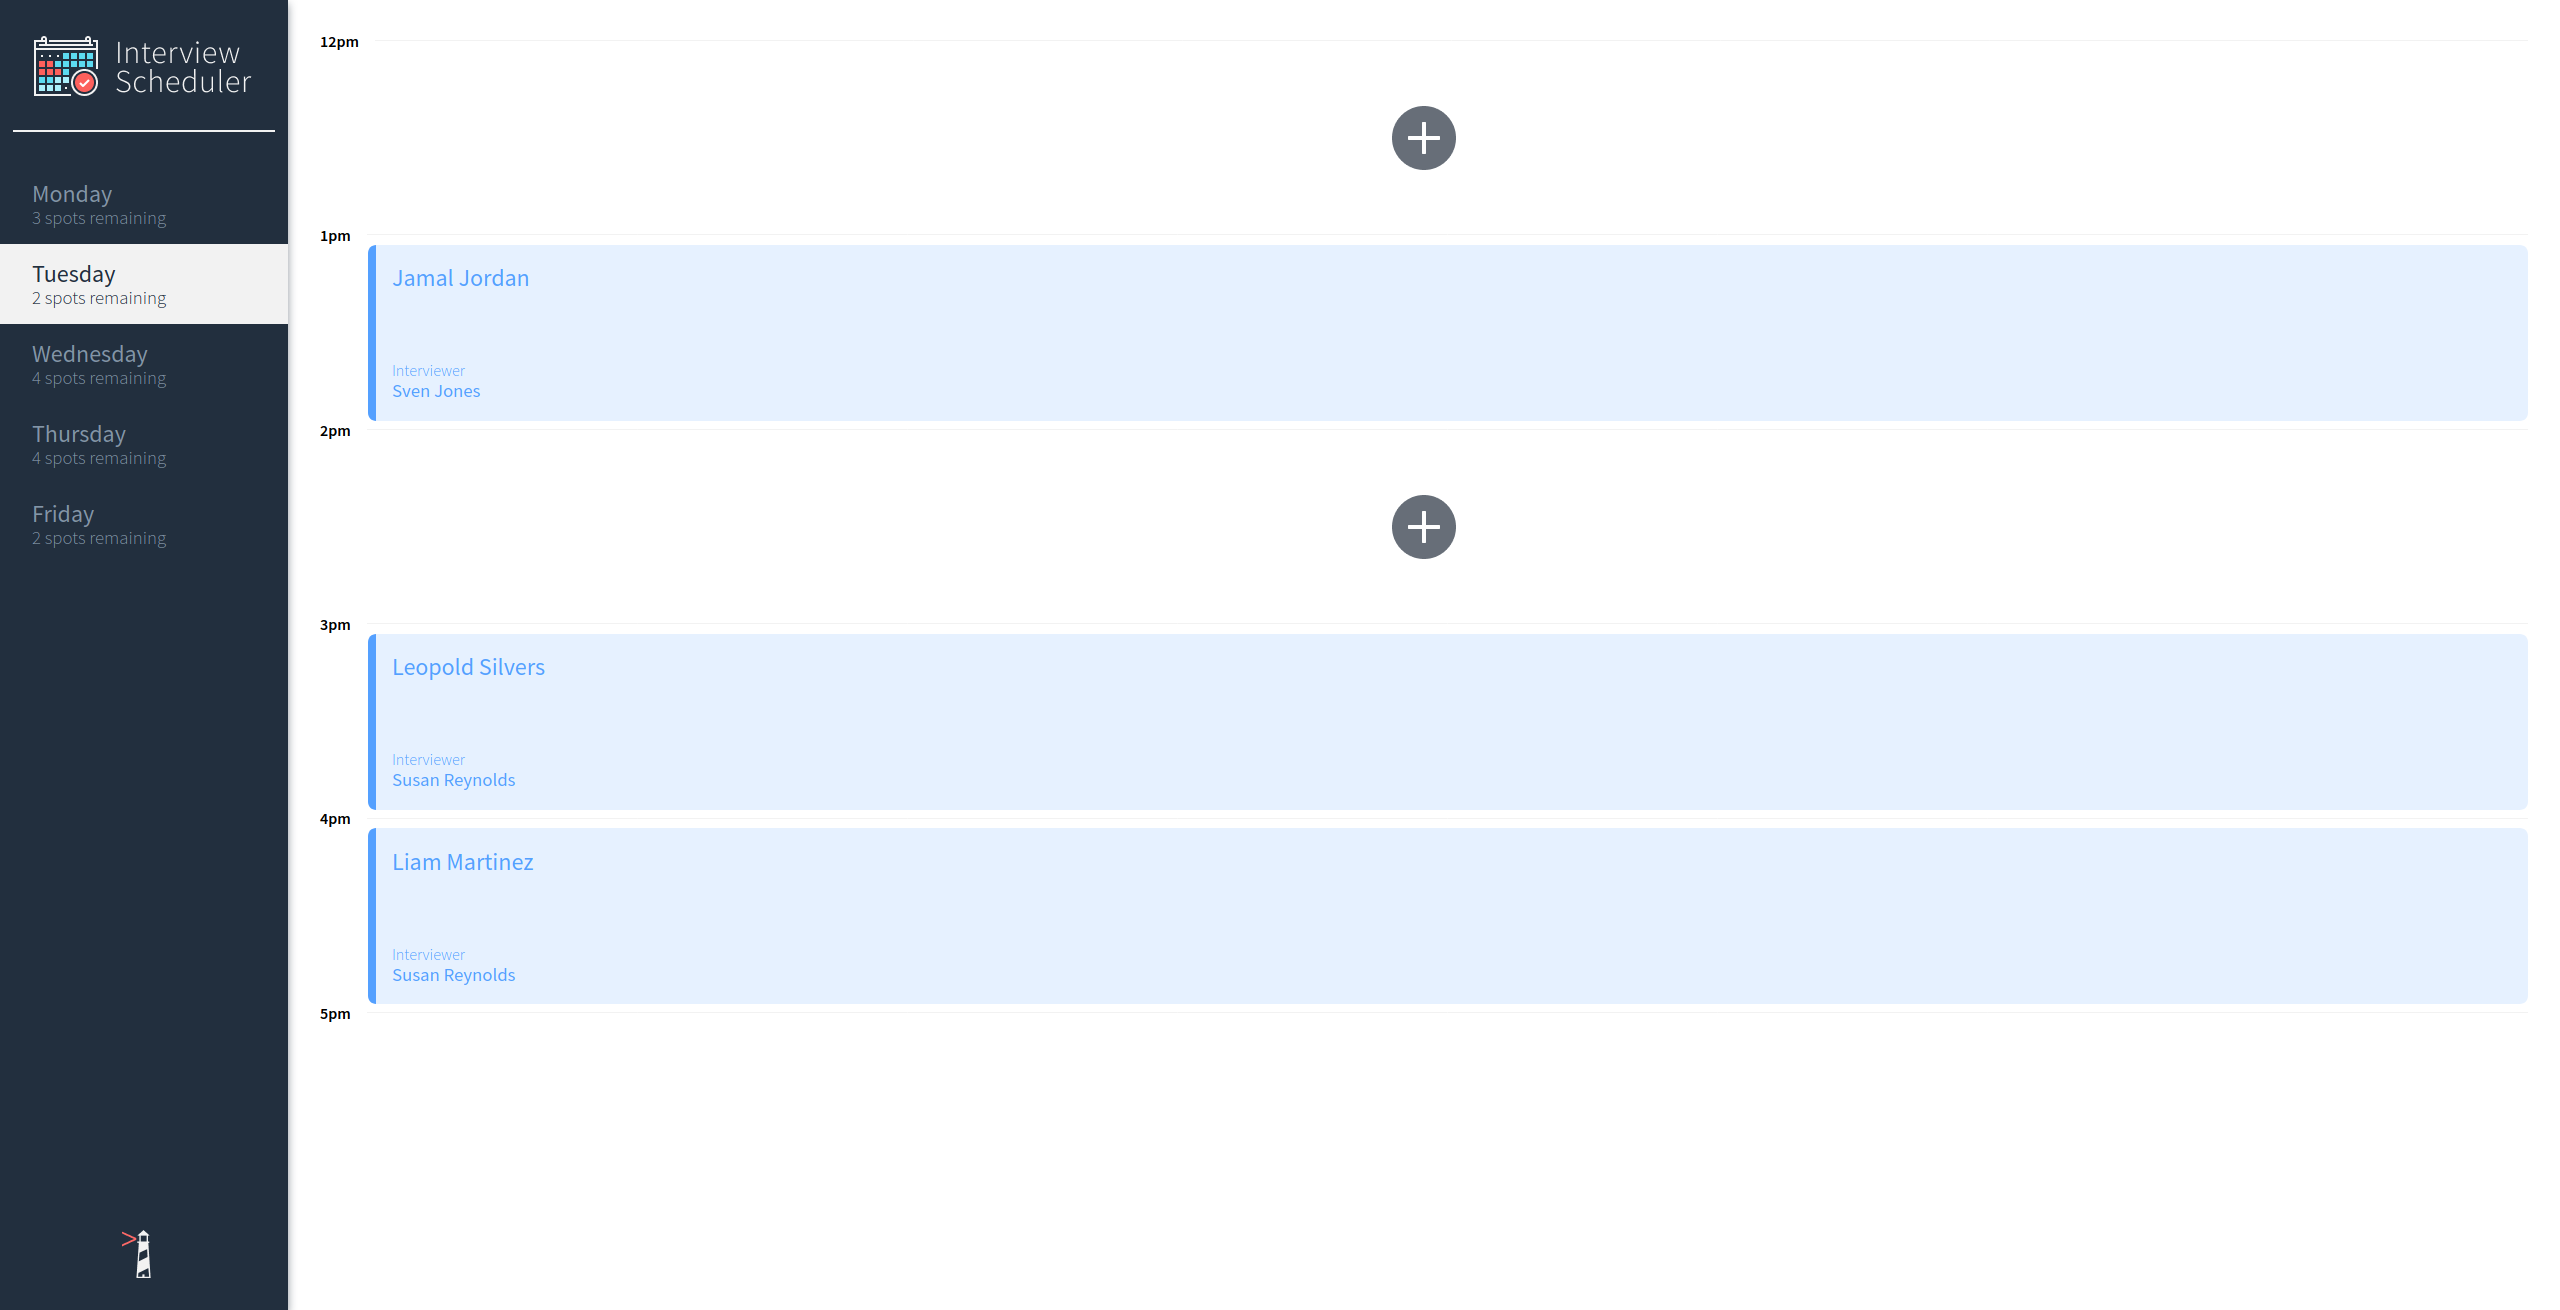 Interview
Scheduler
Monday
3 spots remaining
Tuesday
2 spots remaining
Wednesday
4 spots remaining
Thursday
4 spots remaining
Friday
2 spots remaining
12pm
1pm
Jamal Jordan
Interviewer
Sven Jones
2pm
3pm
Leopold Silvers
Interviewer
Susan Reynolds
4pm
Liam Martinez
Interviewer
Susan Reynolds
5pm